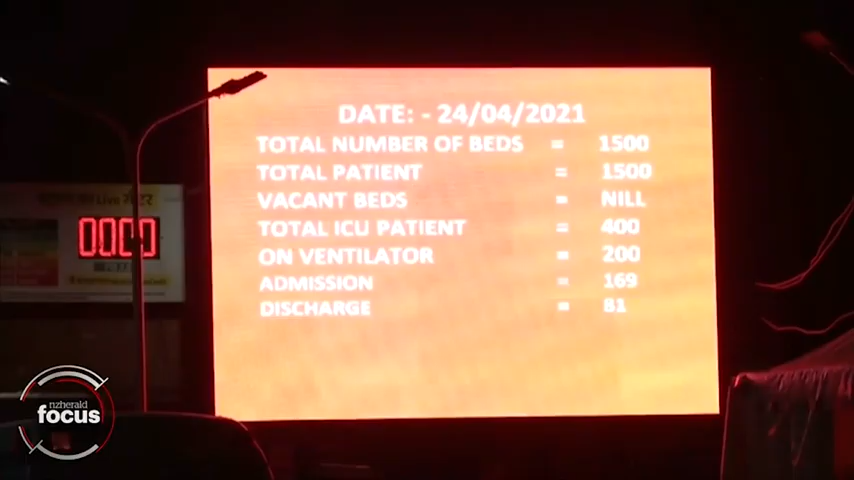 DATE: - 24/04/2021
TOTAL NUMBER OF BEDS = 1500
TOTAL PATIENT = 1500
VACANT BEDS = NILL
TOTAL ICU PATIENT = 400
ON VENTILATOR = 200
ADMISSION = 169
DISCHARGE = 81
Live
0000
nzherald
focus